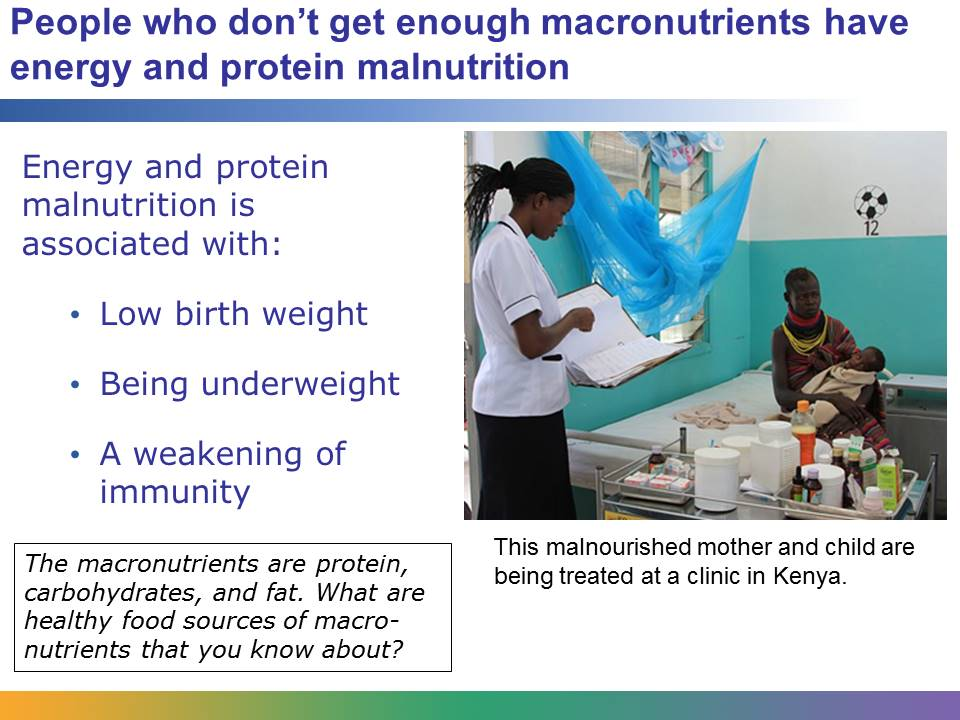 People who don’t get enough macronutrients have
energy and protein malnutrition
Energy and protein
malnutrition is
associated with:
• Low birth weight
• Being underweight
• A weakening of
immunity
12
The macronutrients are protein,
carbohydrates, and fat. What are
healthy food sources of macro-
nutrients that you know about?
This malnourished mother and child are
being treated at a clinic in Kenya.